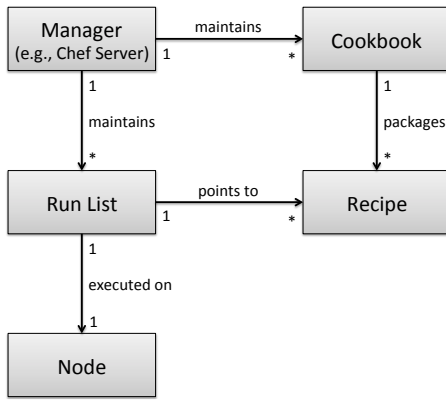 Manager
(e.g., Chef Server)
maintains
1
*
Cookbook
1
maintains
*
1
packages
*
Run List
points to
1
*
Recipe
1
executed on
1
Node